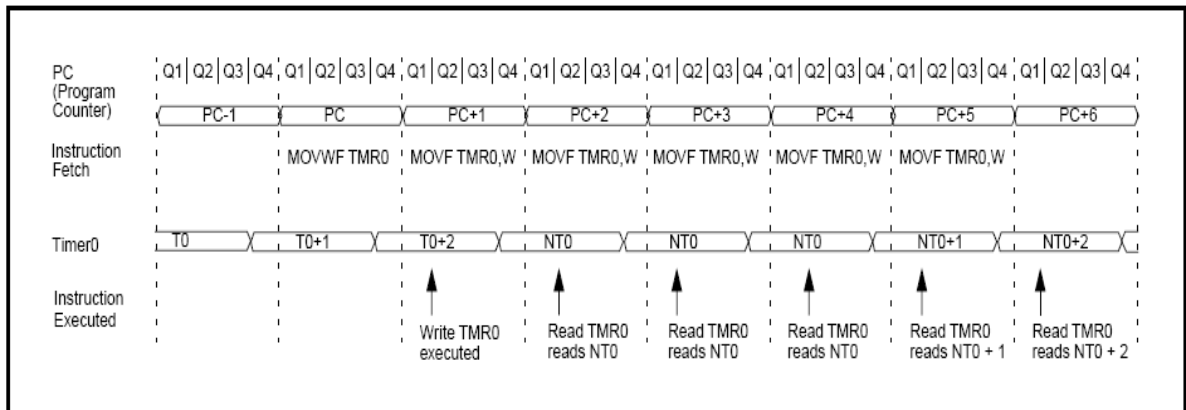 PC
(Program
Counter)
Q1 Q2 Q3 Q4 Q1 Q2 Q3 Q4 Q1 Q2 Q3 Q4 Q1 Q2 Q3 Q4 Q1 Q2 Q3 Q4 Q1 Q2 Q3 Q4 Q1 Q2 Q3 Q4 Q1 Q2 Q3 Q4
PC-1 PC PC+1 PC+2 PC+3 PC+4 PC+5 PC+6
Instruction
Fetch
MOVWF TMR0 MOVF TMR0,W MOVF TMR0,W MOVF TMR0,W MOVF TMR0,W MOVF TMR0,W
Timer0
T0 T0+1 T0+2 NT0 NT0 NT0 NT0+1 NT0+2
Instruction
Executed
Write TMR0
executed
Read TMR0
reads NT0
Read TMR0
reads NT0
Read TMR0
reads NT0
Read TMR0
reads NT0 + 1
Read TMR0
reads NT0 + 2